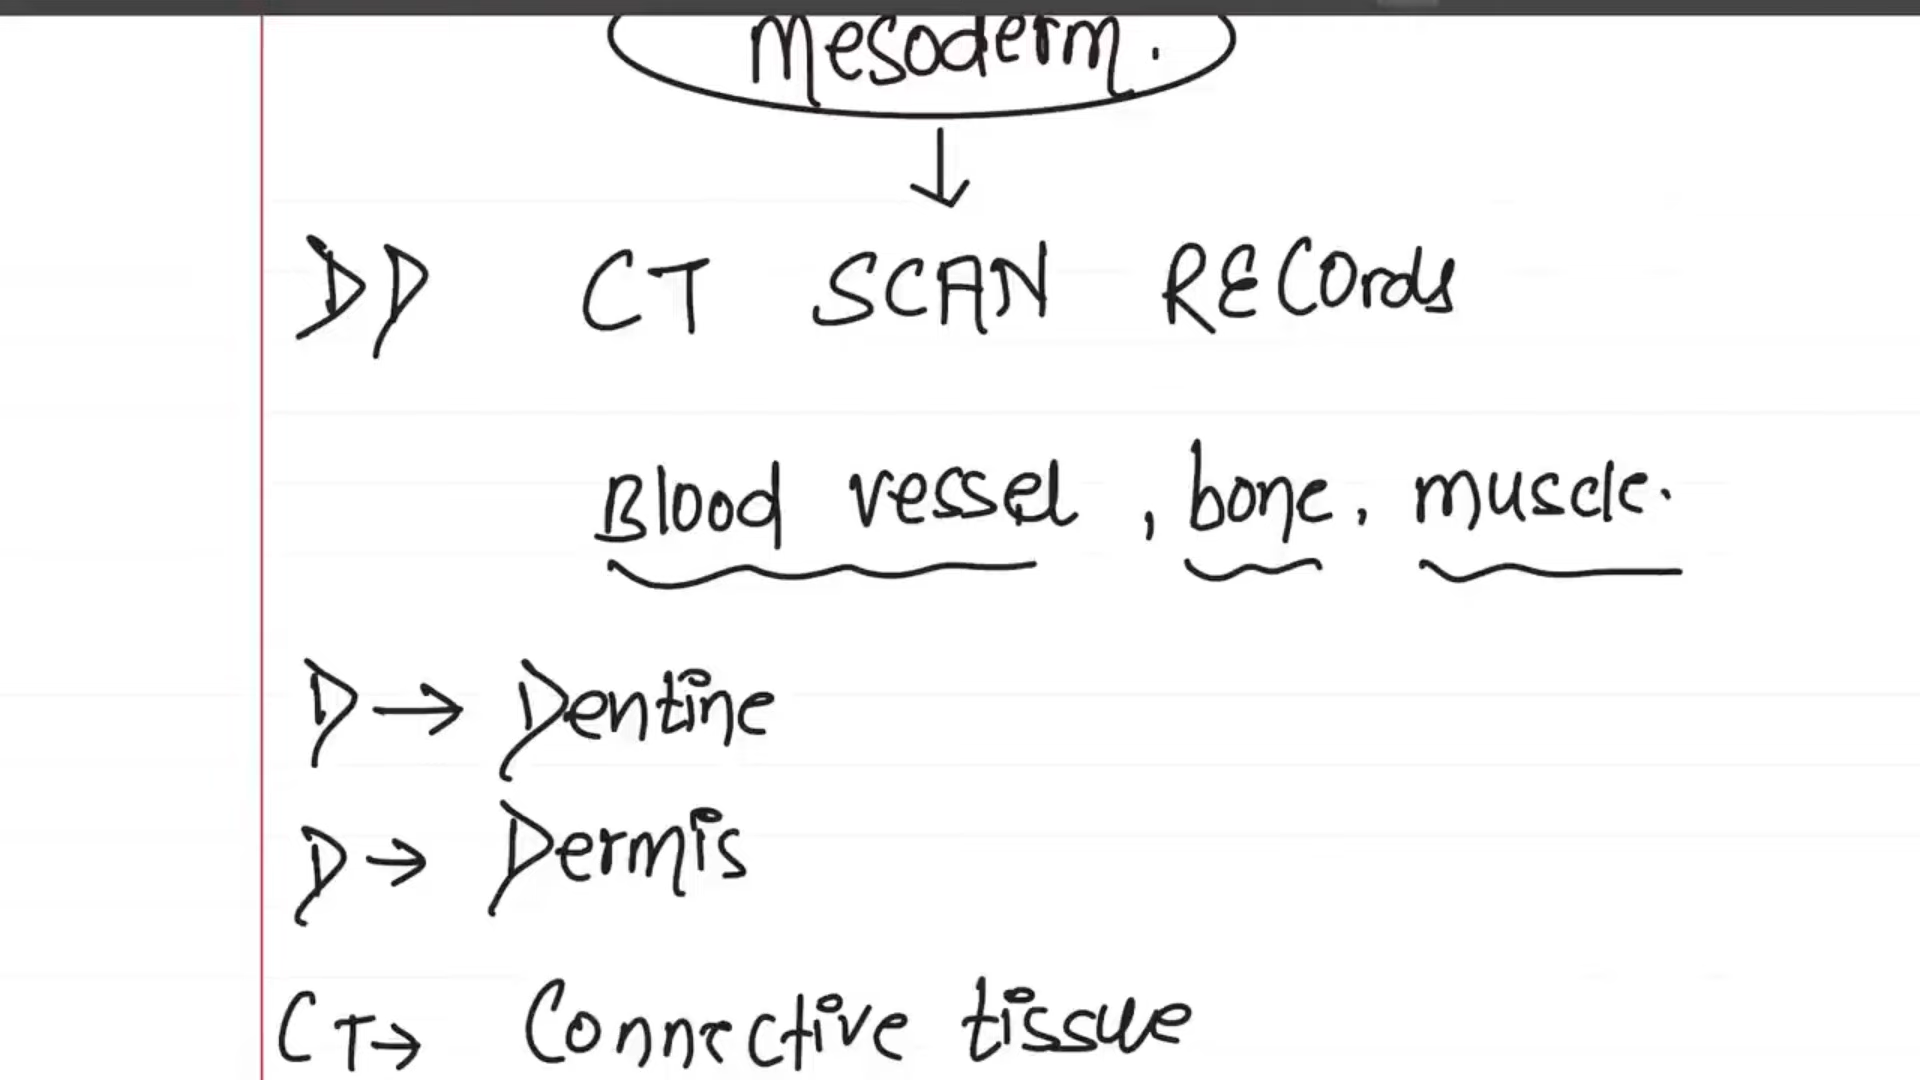 Mesoderm.
DD CT SCAN RECOrds
Blood vessel, bone, muscle.
D→ Dentine
D→ Dermis
CT→ Connective tissue